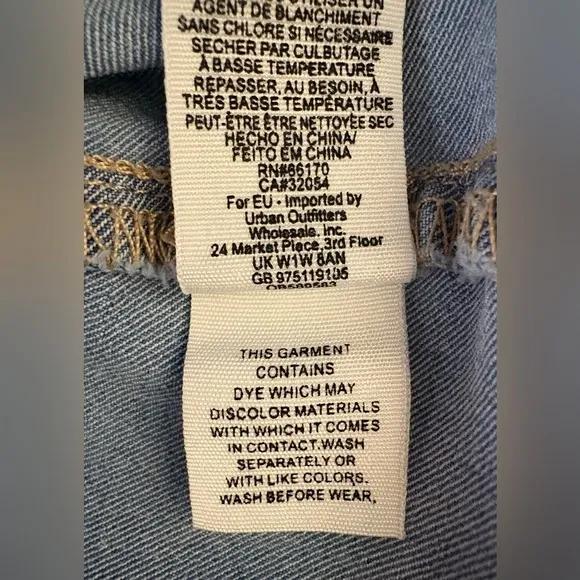 AGENT DE BLANCHIMENT
SANS CHLORE SI NÉCESSAIRE
SECHER PAR CULBUTAGE
À BASSE TEMPERATURE
REPASSER, AU BESOIN, À
TRÈS BASSE TEMPÉRATURE
PEUT-ÊTRE ÊTRE NETTOYÉE SEC
HECHO EN CHINA/
FEITO EM CHINA
RN#66170
CA#32054
For EU - Imported by
Urban Outfitters
Wholesale. Inc.
24 Market Place,3rd Floor
UK W1W 8AN
GB 975119105
THIS GARMENT
CONTAINS
DYE WHICH MAY
DISCOLOR MATERIALS
WITH WHICH IT COMES
IN CONTACT.WASH
SEPARATELY OR
WITH LIKE COLORS.
WASH BEFORE WEAR,